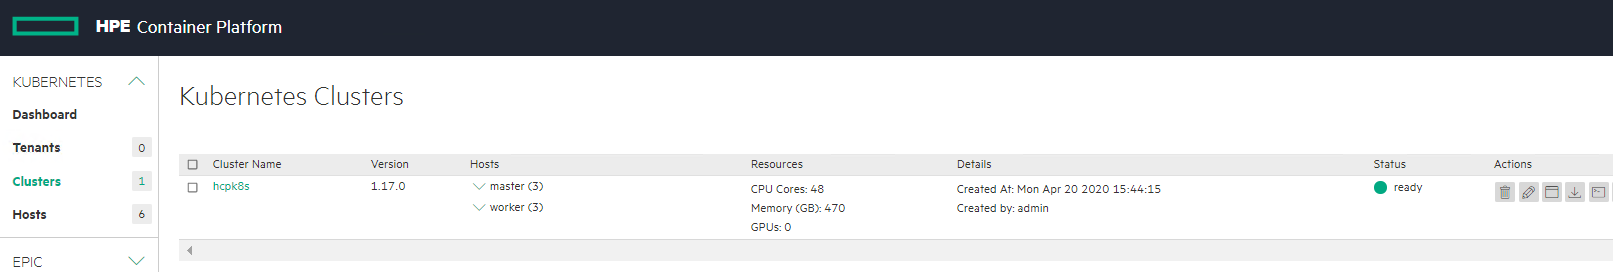 HPE Container Platform
KUBERNETES
Dashboard
Tenants 0
Clusters 1
Hosts 6
EPIC
Kubernetes Clusters
Cluster Name Version Hosts Resources Details Status Actions
hcpk8s 1.17.0 master (3) CPU Cores: 48 Created At: Mon Apr 20 2020 15:44:15 ready
worker (3) Memory (GB): 470 Created by: admin
GPUs: 0